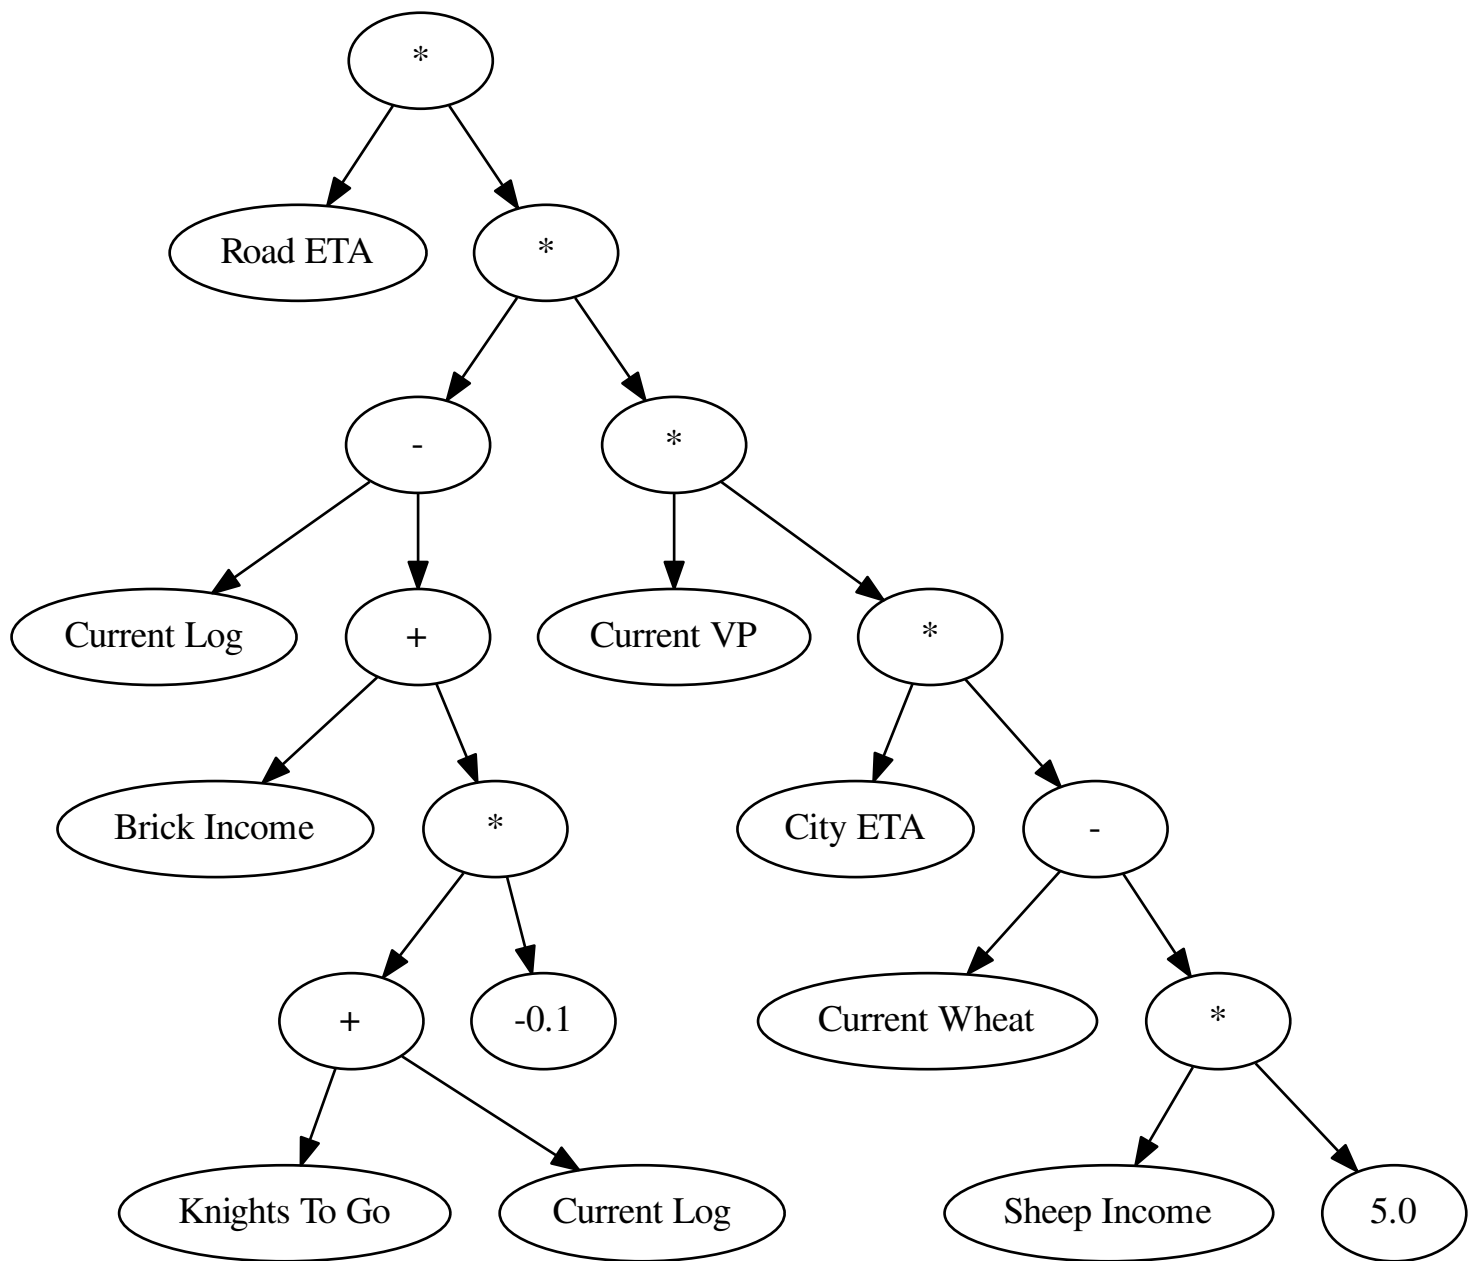 *
Road ETA
*
-
*
Current Log
+
Current VP
*
Brick Income
*
City ETA
-
+
-0.1
Current Wheat
*
Knights To Go
Current Log
Sheep Income
5.0